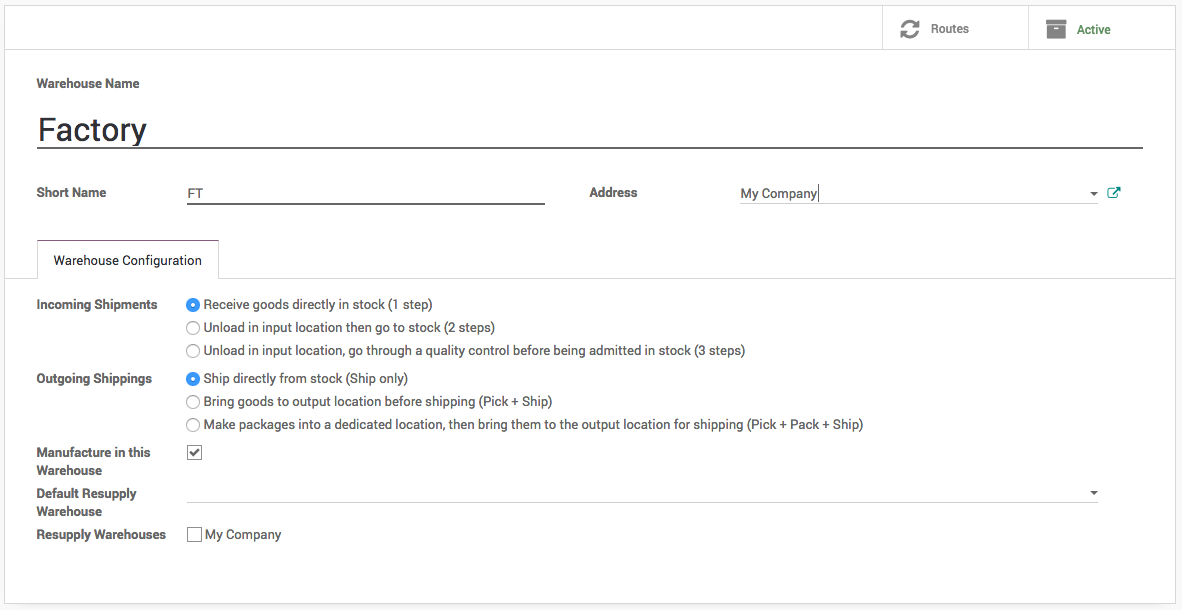 Routes
Active
Warehouse Name
Factory
Short Name
FT
Address
My Company
Warehouse Configuration
Incoming Shipments
Receive goods directly in stock (1 step)
Unload in input location then go to stock (2 steps)
Unload in input location, go through a quality control before being admitted in stock (3 steps)
Outgoing Shippings
Ship directly from stock (Ship only)
Bring goods to output location before shipping (Pick + Ship)
Make packages into a dedicated location, then bring them to the output location for shipping (Pick + Pack + Ship)
Manufacture in this
Warehouse
Default Resupply
Warehouse
Resupply Warehouses
My Company